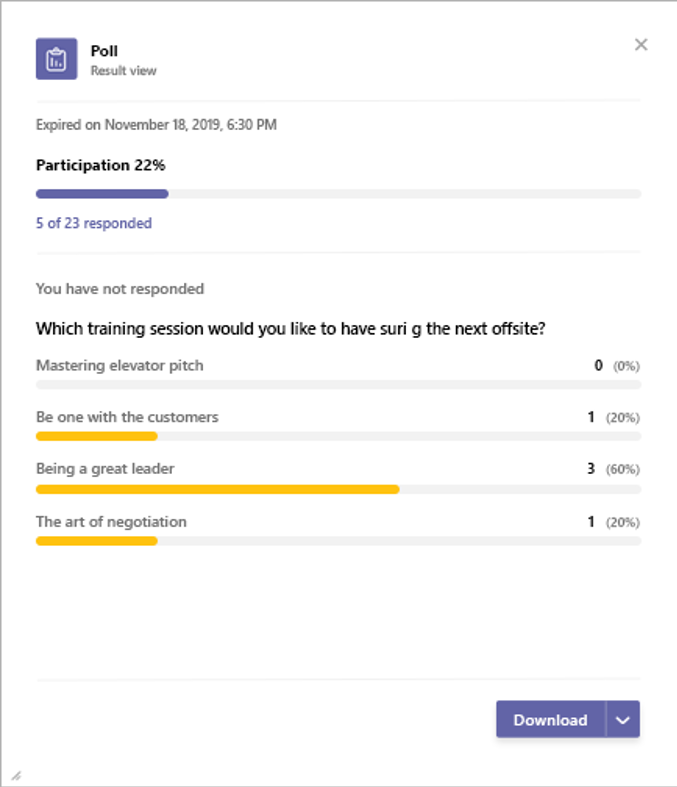 Poll
Result view
Expired on November 18, 2019, 6:30 PM
Participation 22%
5 of 23 responded
You have not responded
Which training session would you like to have suri g the next offsite?
Mastering elevator pitch 0 (0%)
Be one with the customers 1 (20%)
Being a great leader 3 (60%)
The art of negotiation 1 (20%)
Download